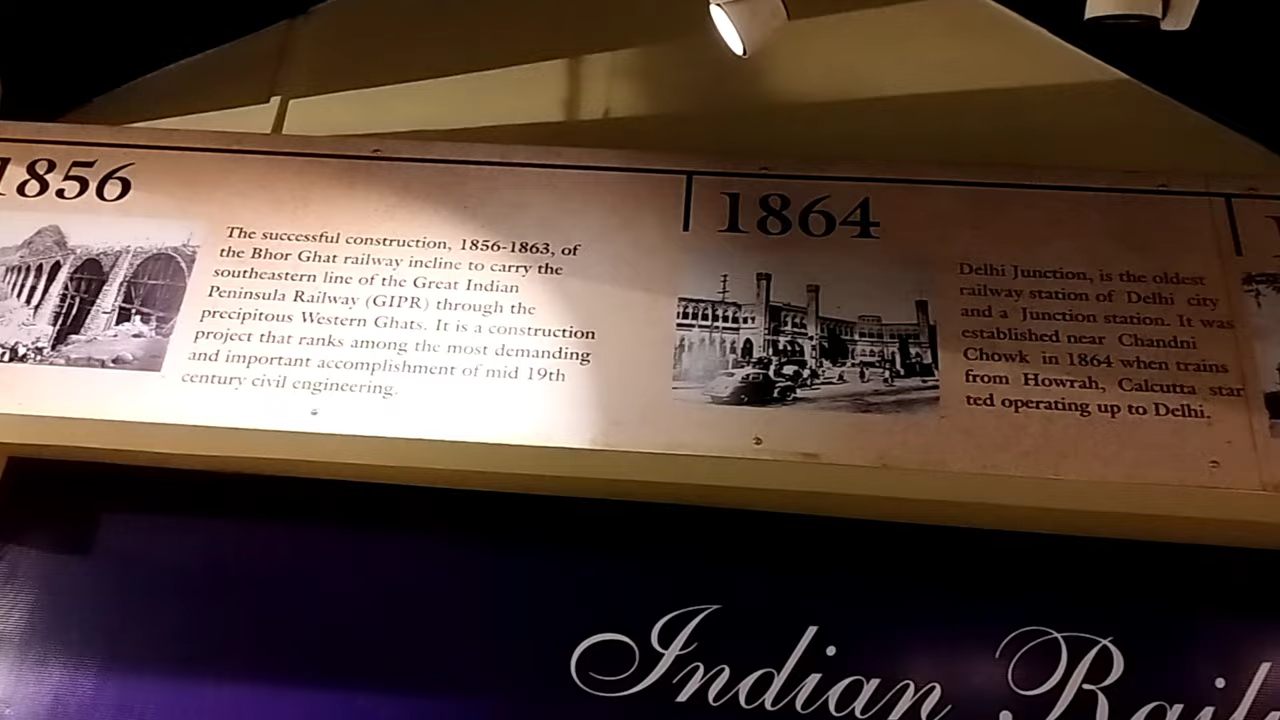 1856
The successful construction, 1856-1863, of
the Bhor Ghat railway incline to carry the
southeastern line of the Great Indian
Peninsula Railway (GIPR) through the
precipitous Western Ghats. It is a construction
project that ranks among the most demanding
and important accomplishment of mid 19th
century civil engineering.
1864
Delhi Junction, is the oldest
railway station of Delhi city
and a Junction station. It was
established near Chandni
Chowk in 1864 when trains
from Howrah, Calcutta star
ted operating up to Delhi.
Indian Rail